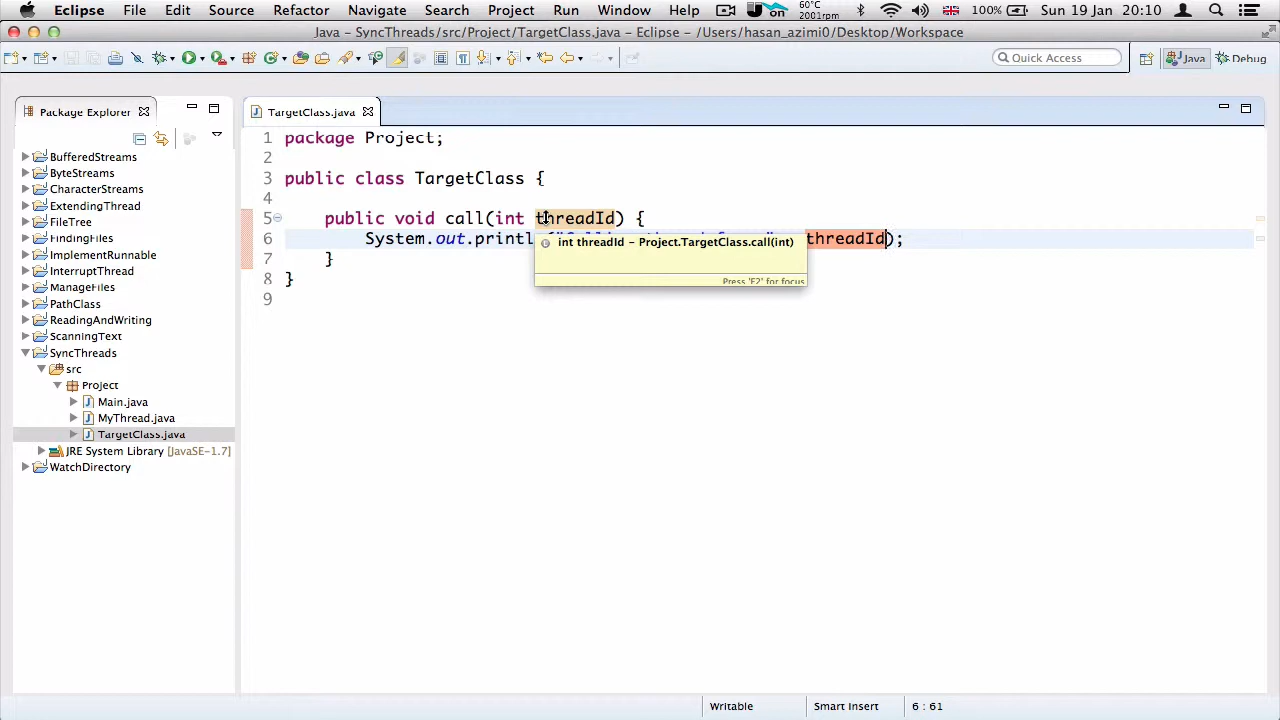 Eclipse File Edit Source Refactor Navigate Search Project Run Window Help on 60°C 2001rpm 100% Sun 19 Jan 20:10
Java - SyncThreads/src/Project/TargetClass.java - Eclipse - /Users/hasan_azimi0/Desktop/Workspace
Quick Access Java Debug
Package Explorer
TargetClass.java
BufferedStreams
ByteStreams
CharacterStreams
ExtendingThread
FileTree
FindingFiles
ImplementRunnable
InterruptThread
ManageFiles
PathClass
ReadingAndWriting
ScanningText
SyncThreads
src
Project
Main.java
MyThread.java
TargetClass.java
JRE System Library [JavaSE-1.7]
WatchDirectory
1 package Project;
2
3 public class TargetClass {
4
5 public void call(int threadId) {
6 System.out.printl threadId);
7 }
8 }
9
int threadId - Project.TargetClass.call(int)
Press 'F2' for focus
Writable Smart Insert 6 : 61